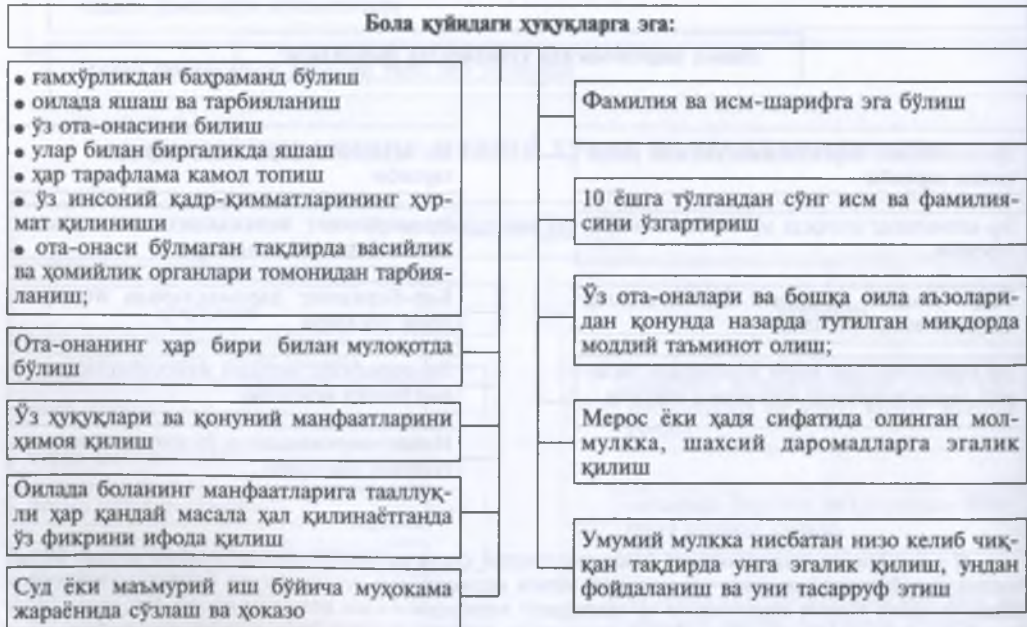 Бола қуйидаги ҳуқуқларга эга:
● ғамхўрликдан баҳраманд бўлиш
● оилада яшаш ва тарбияланиш
● ўз ота-онасини билиш
● улар билан биргаликда яшаш
● ҳар тарафлама камол топиш
● ўз инсоний қадр-қимматларининг ҳур-
мат қилиниши
● ота-онаси бўлмаган тақдирда васийлик
ва ҳомийлик органлари томонидан тарбия-
ланиш;
Ота-онанинг ҳар бири билан мулоқотда
бўлиш
Ўз ҳуқуқлари ва қонуний манфаатларини
ҳимоя қилиш
Оилада боланинг манфаатларига тааллуқ-
ли ҳар қандай масала ҳал қилинаётганда
ўз фикрини ифода қилиш
Суд ёки маъмурий иш бўйича муҳокама
жараёнида сўзлаш ва ҳоказо
Фамилия ва исм-шарифга эга бўлиш
10 ёшга тўлгандан сўнг исм ва фамилия-
сини ўзгартириш
Ўз ота-оналари ва бошқа оила аъзолари-
дан қонунда назарда тутилган миқдорда
моддий таъминот олиш;
Мерос ёки ҳадя сифатида олинган мол-
мулкка, шахсий даромадларга эгалик
қилиш
Умумий мулкка нисбатан низо келиб чиқ-
қан тақдирда унга эгалик қилиш, ундан
фойдаланиш ва уни тасарруф этиш